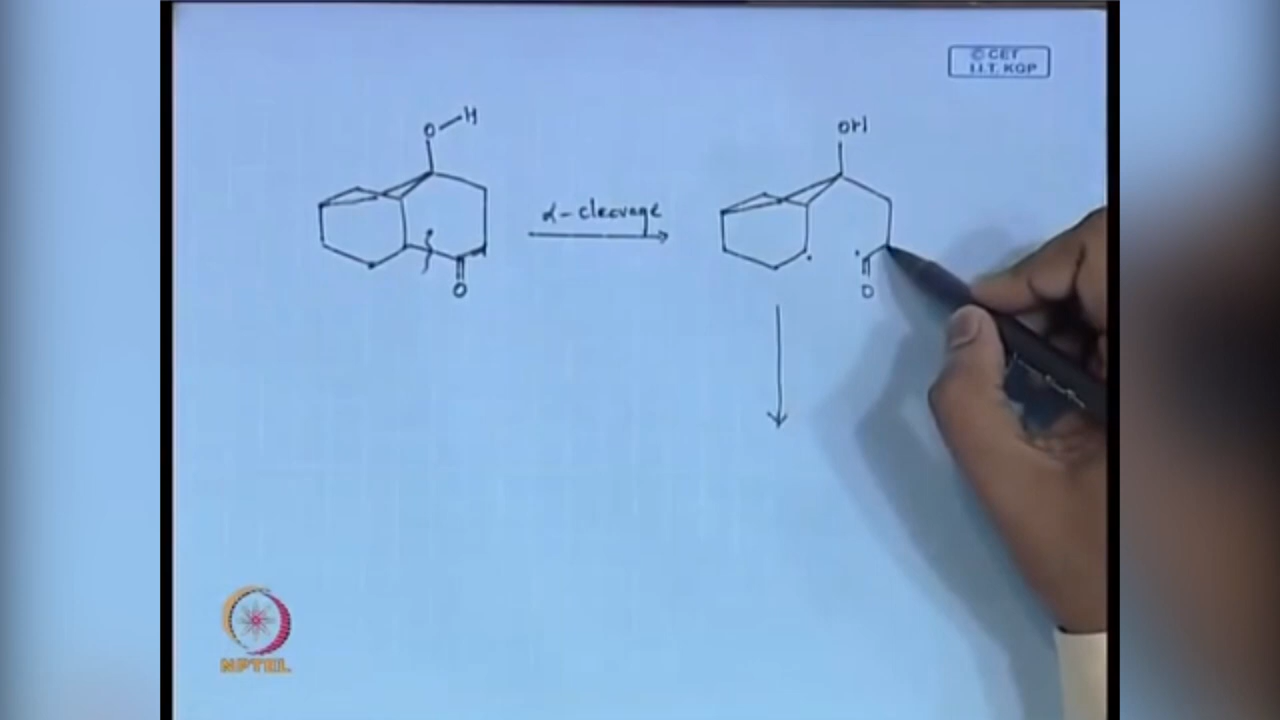 © CET
I.I.T. KGP
O-H
OH
α-cleavage
O
O
NPTEL